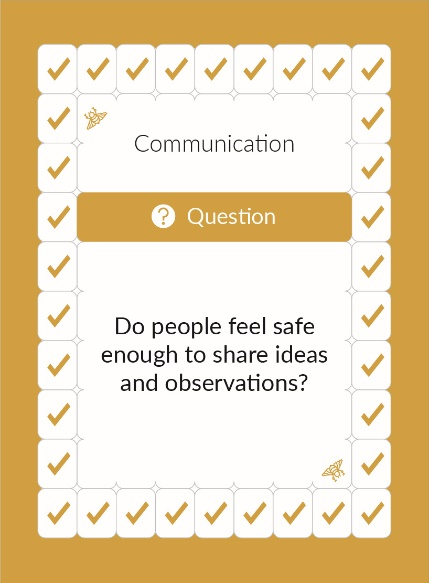 Communication
? Question
Do people feel safe
enough to share ideas
and observations?